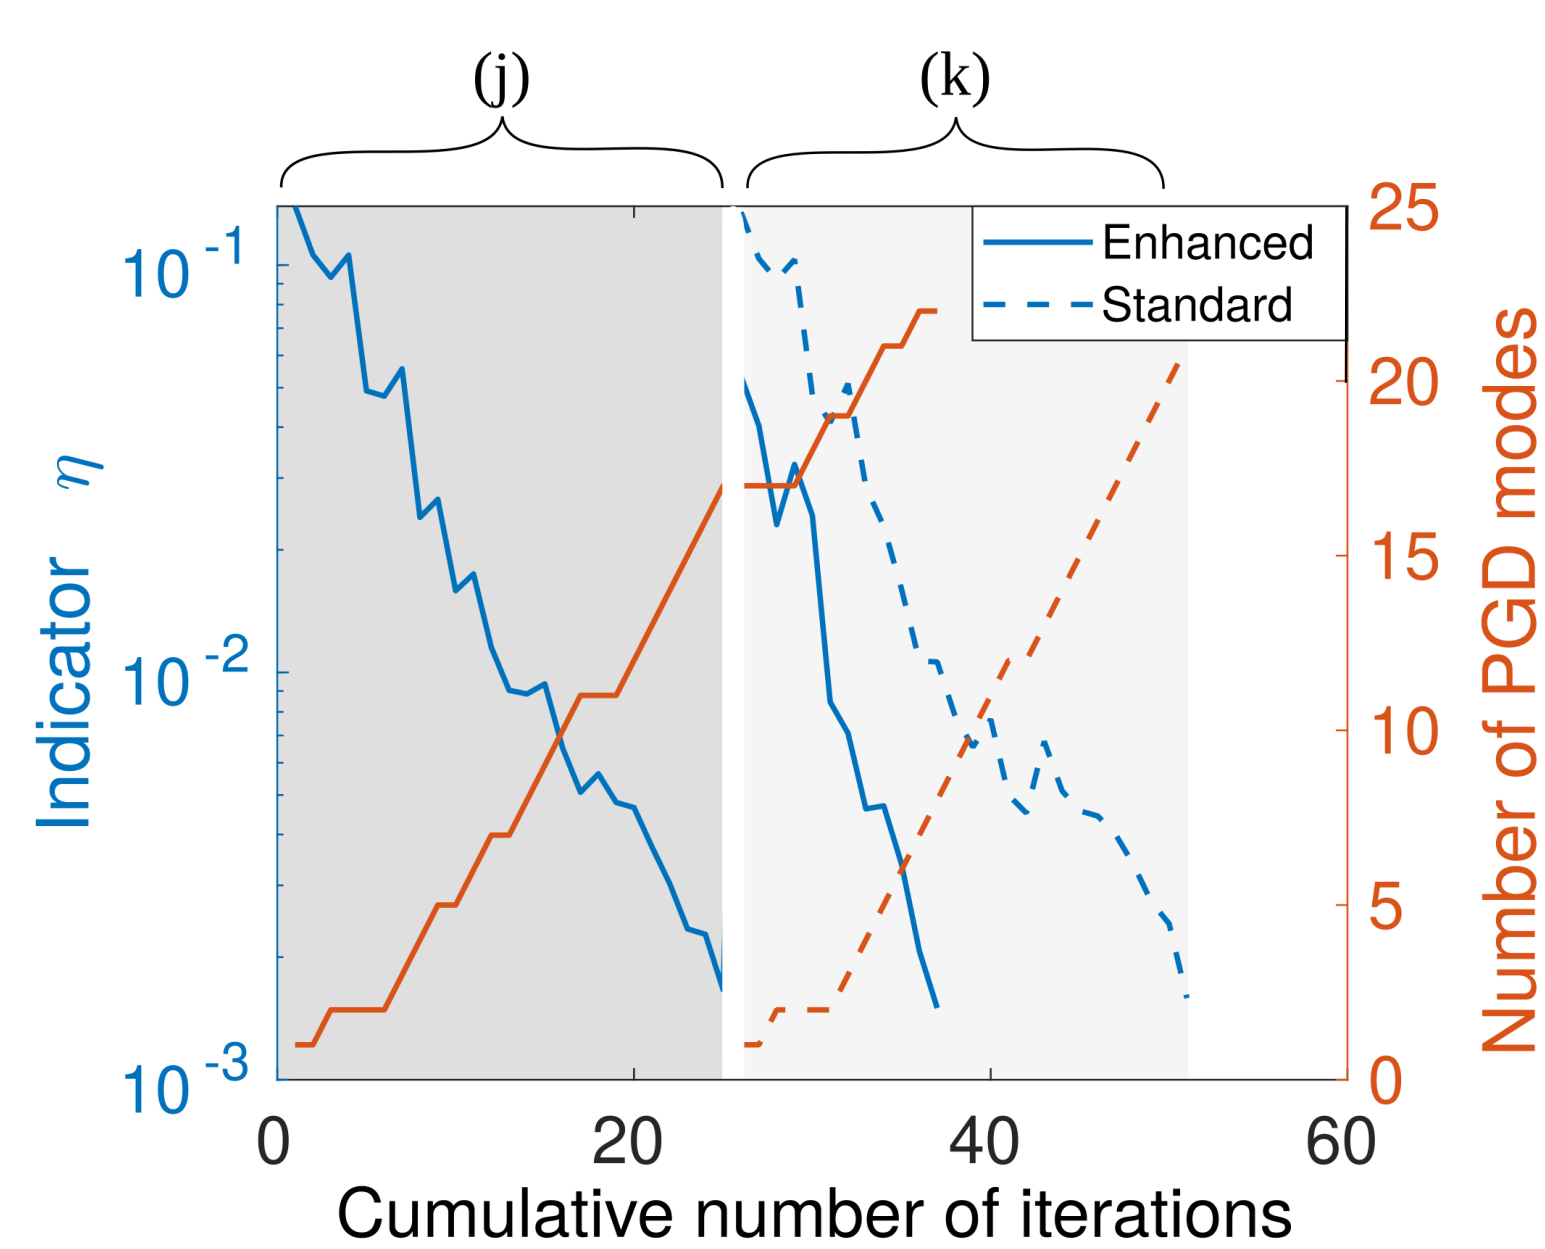 (j)
(k)
Enhanced
Standard
Indicator η
10^-1
10^-2
10^-3
0
20
40
60
Cumulative number of iterations
25
20
15
10
5
0
Number of PGD modes